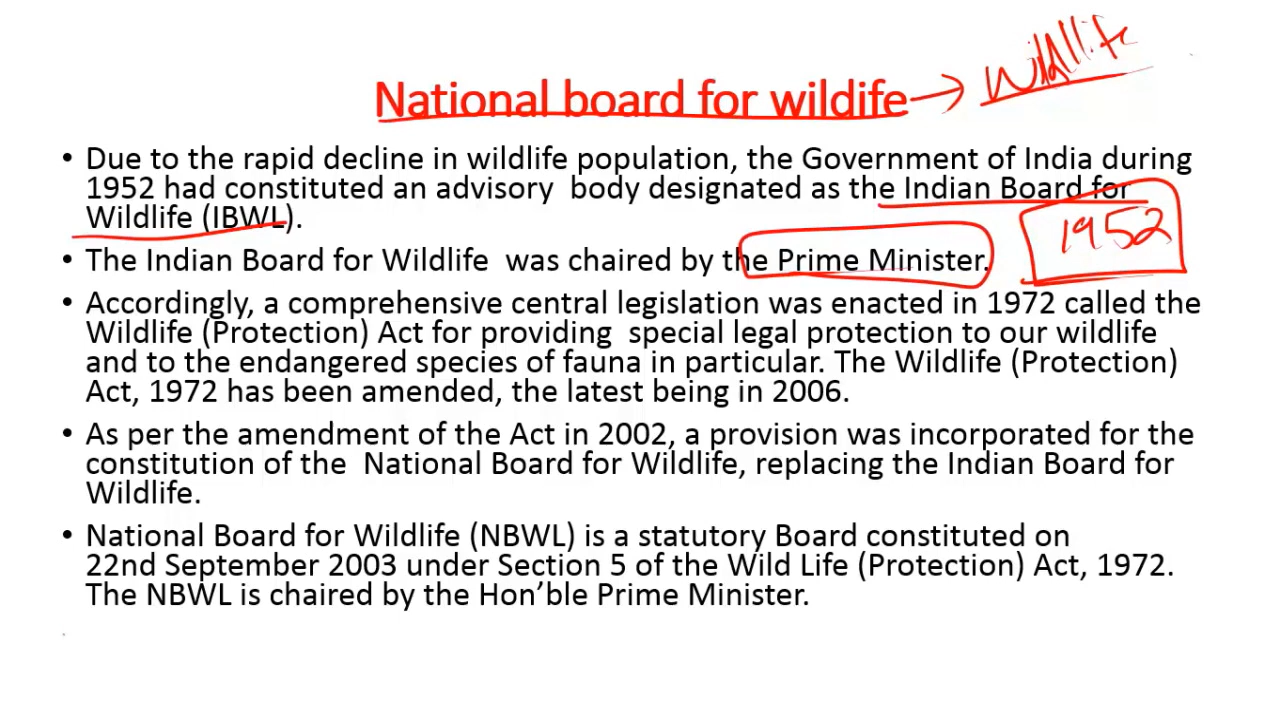 Wildlife
National board for wildife
• Due to the rapid decline in wildlife population, the Government of India during
1952 had constituted an advisory body designated as the Indian Board for
Wildlife (IBWL).
1952
• The Indian Board for Wildlife was chaired by the Prime Minister.
• Accordingly, a comprehensive central legislation was enacted in 1972 called the
Wildlife (Protection) Act for providing special legal protection to our wildlife
and to the endangered species of fauna in particular. The Wildlife (Protection)
Act, 1972 has been amended, the latest being in 2006.
• As per the amendment of the Act in 2002, a provision was incorporated for the
constitution of the National Board for Wildlife, replacing the Indian Board for
Wildlife.
• National Board for Wildlife (NBWL) is a statutory Board constituted on
22nd September 2003 under Section 5 of the Wild Life (Protection) Act, 1972.
The NBWL is chaired by the Hon’ble Prime Minister.